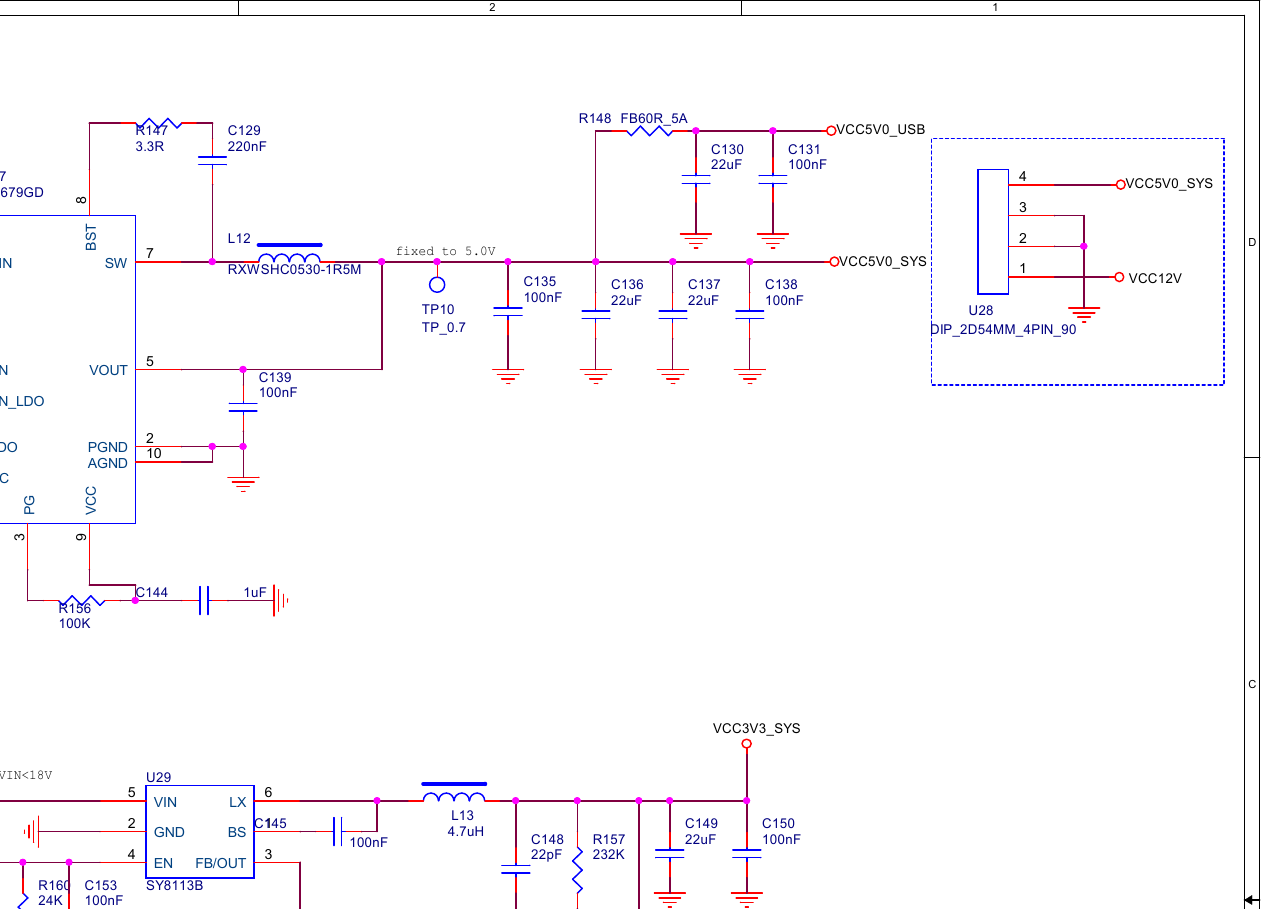 2
1
R148 FB60R_5A
R147
3.3R
C129
220nF
VCC5V0_USB
C130
22uF
C131
100nF
7
679GD
8
BST
4
VCC5V0_SYS
3
2
1
VCC12V
U28
DIP_2D54MM_4PIN_90
D
L12
fixed to 5.0V
IN
SW
7
RXWSHC0530-1R5M
VCC5V0_SYS
TP10
TP_0.7
C135
100nF
C136
22uF
C137
22uF
C138
100nF
N
VOUT
5
C139
100nF
N_LDO
DO
PGND
2
AGND
10
C
PG
VCC
3
9
C144
1uF
R156
100K
C
VCC3V3_SYS
VIN<18V
U29
5
VIN
LX
6
2
GND
BS
C145
100nF
4
EN
FB/OUT
3
SY8113B
L13
4.7uH
C148
22pF
R157
232K
C149
22uF
C150
100nF
R160
24K
C153
100nF